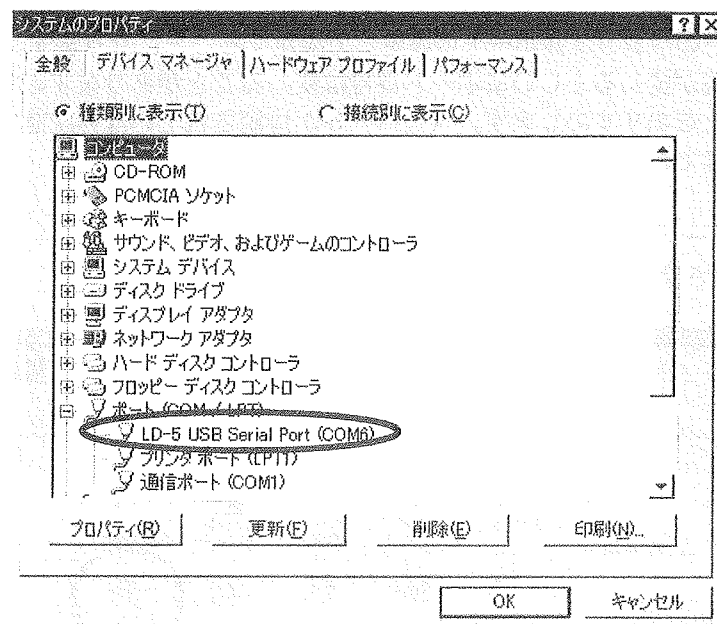 システムのプロパティ
全般 デバイス マネージャ ハードウェア プロファイル パフォーマンス
種類別に表示(T) 接続別に表示(C)
コンピュータ
CD-ROM
PCMCIA ソケット
キーボード
サウンド、ビデオ、およびゲームのコントローラ
システム デバイス
ディスク ドライブ
ディスプレイ アダプタ
ネットワーク アダプタ
ハード ディスク コントローラ
フロッピー ディスク コントローラ
ポート (COM / LPT)
LD-5 USB Serial Port (COM6)
プリンタ ポート (LPT1)
通信ポート (COM1)
プロパティ(R) 更新(F) 削除(E) 印刷(N)...
OK キャンセル